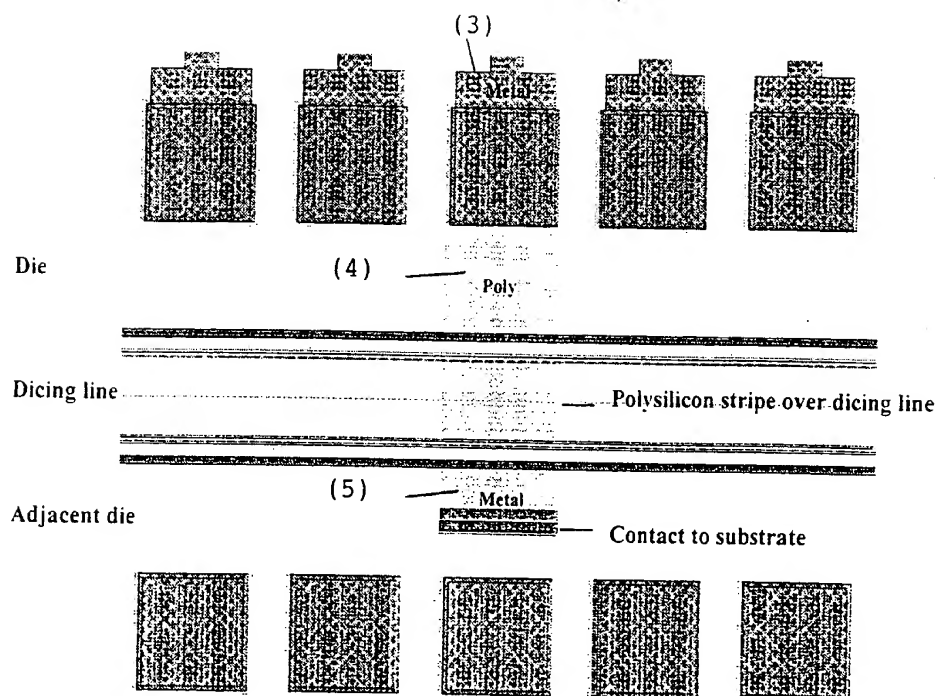 (3)
Metal
Die
(4)
Poly
Dicing line
Polysilicon stripe over dicing line
(5)
Metal
Adjacent die
Contact to substrate